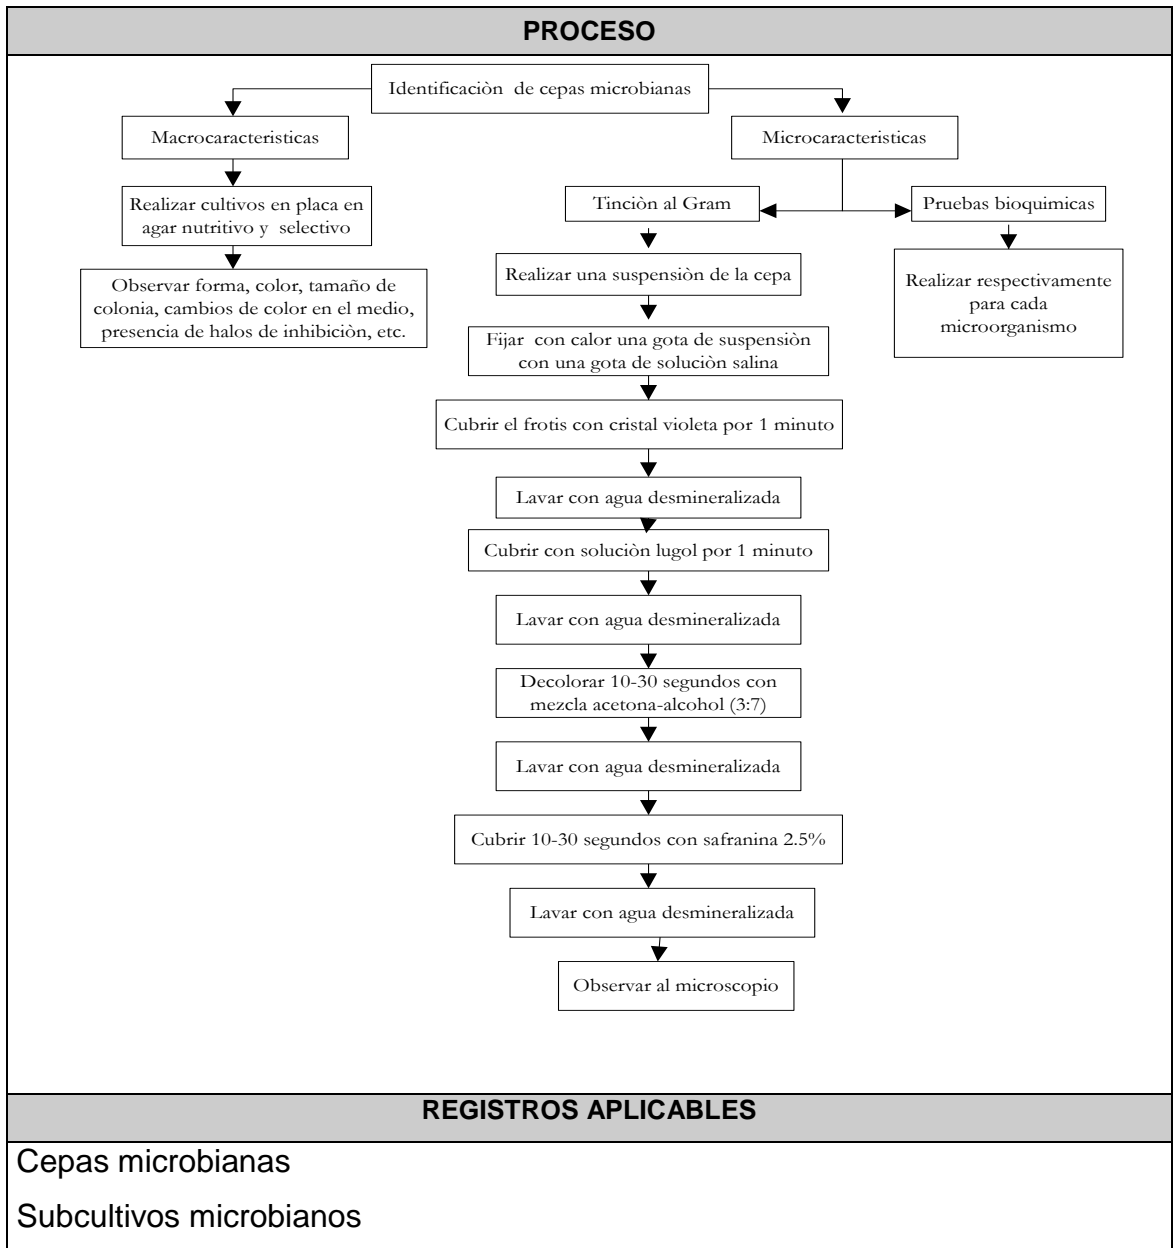 PROCESO
Identificaciòn de cepas microbianas
Macrocaracteristicas
Microcaracteristicas
Realizar cultivos en placa en
agar nutritivo y selectivo
Tinciòn al Gram
Pruebas bioquimicas
Observar forma, color, tamaño de
colonia, cambios de color en el medio,
presencia de halos de inhibiciòn, etc.
Realizar una suspensiòn de la cepa
Realizar respectivamente
para cada
microorganismo
Fijar con calor una gota de suspensiòn
con una gota de soluciòn salina
Cubrir el frotis con cristal violeta por 1 minuto
Lavar con agua desmineralizada
Cubrir con soluciòn lugol por 1 minuto
Lavar con agua desmineralizada
Decolorar 10-30 segundos con
mezcla acetona-alcohol (3:7)
Lavar con agua desmineralizada
Cubrir 10-30 segundos con safranina 2.5%
Lavar con agua desmineralizada
Observar al microscopio
REGISTROS APLICABLES
Cepas microbianas
Subcultivos microbianos